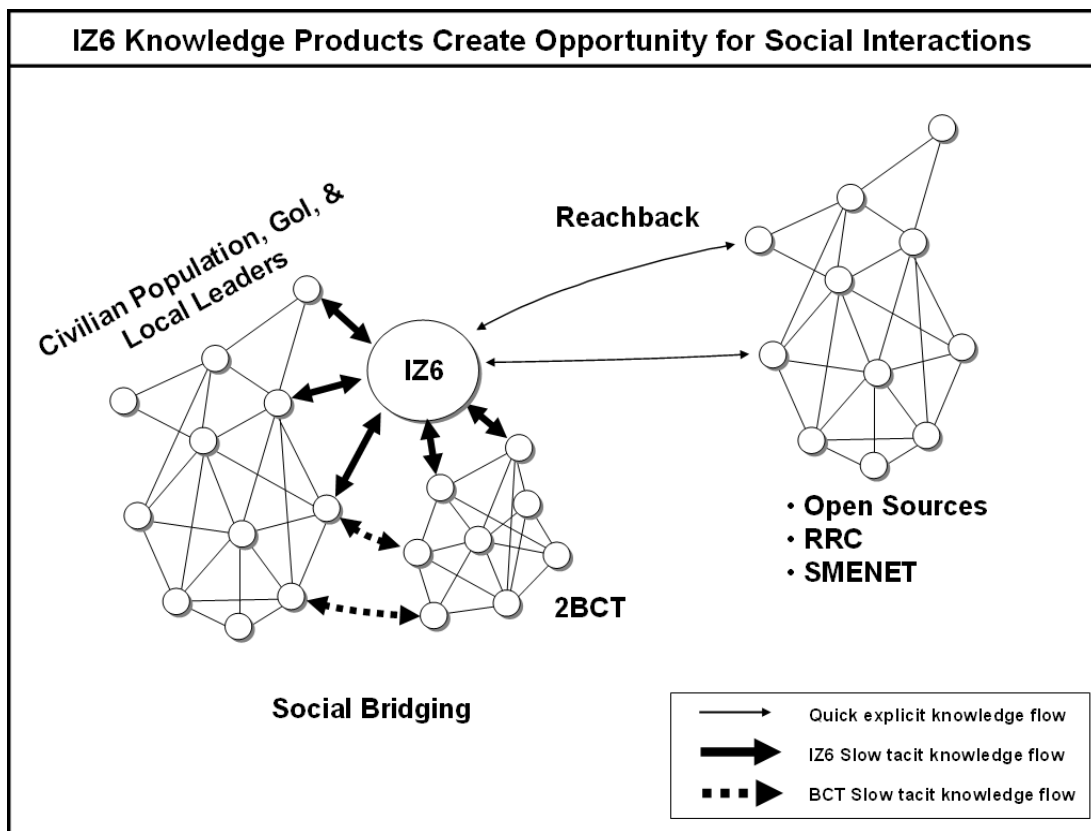 IZ6 Knowledge Products Create Opportunity for Social Interactions
Civilian Population, GoI, &
Local Leaders
Reachback
IZ6
• Open Sources
• RRC
• SMENET
2BCT
Social Bridging
Quick explicit knowledge flow
IZ6 Slow tacit knowledge flow
BCT Slow tacit knowledge flow